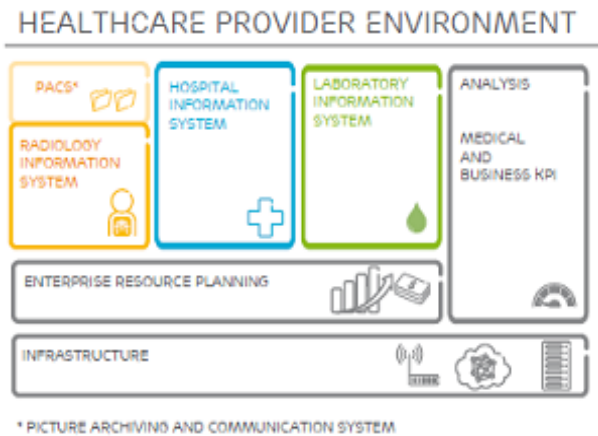 HEALTHCARE PROVIDER ENVIRONMENT
PACS*
RADIOLOGY
INFORMATION
SYSTEM
HOSPITAL
INFORMATION
SYSTEM
LABORATORY
INFORMATION
SYSTEM
ANALYSIS
MEDICAL
AND
BUSINESS KPI
ENTERPRISE RESOURCE PLANNING
INFRASTRUCTURE
* PICTURE ARCHIVING AND COMMUNICATION SYSTEM